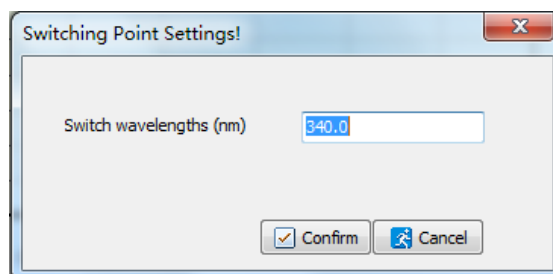 Switching Point Settings!
Switch wavelengths (nm) 340.0
Confirm Cancel